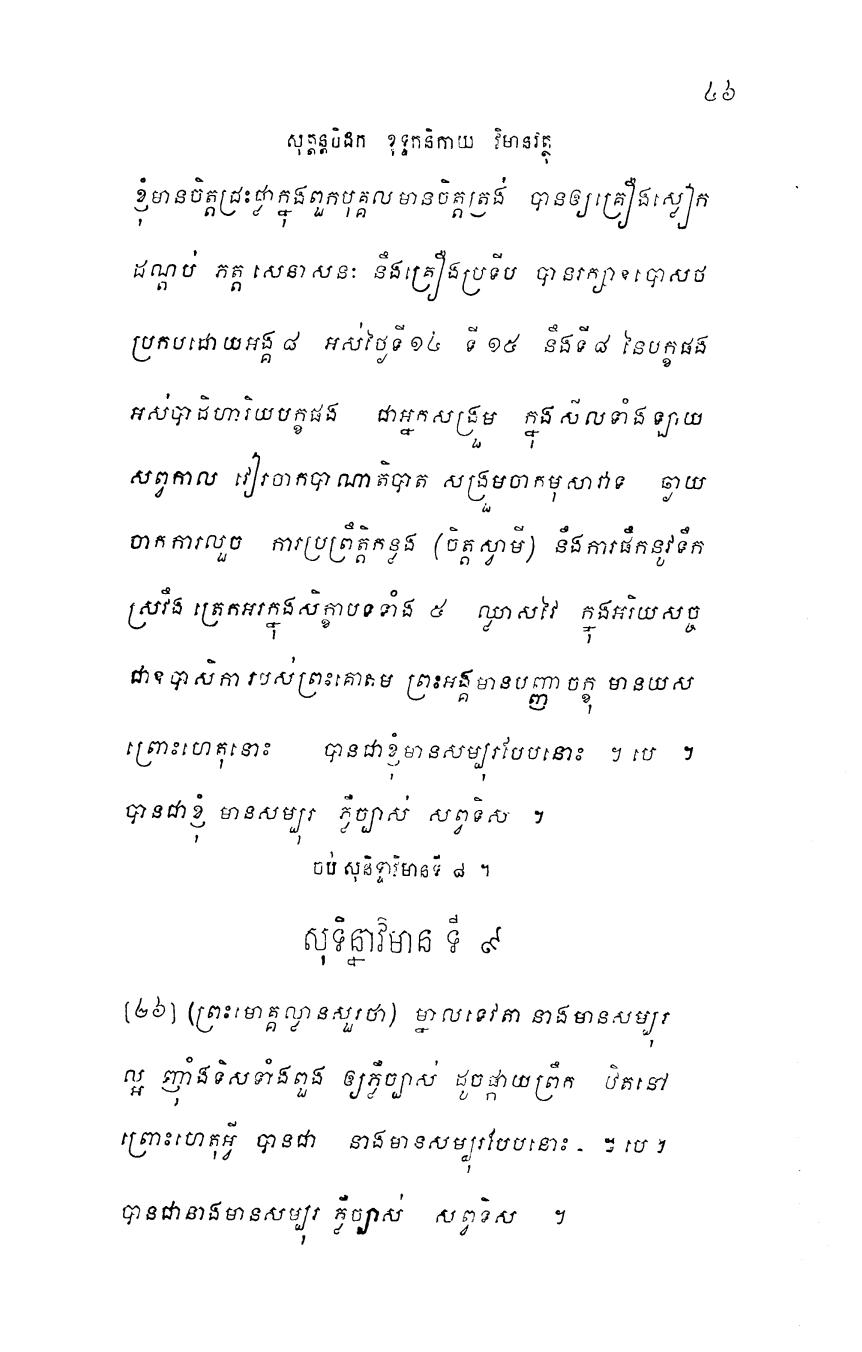 ៤៦
សុត្តន្តបិដក ខុទ្ទកនិកាយ វិមានវត្ថុ
ខ្ញុំមានចិត្តជ្រះថ្លាក្នុងពួកបុគ្គលមានចិត្តត្រង់ បានឲ្យគ្រឿងស្លៀក
ដណ្តប់ ភត្ត សេនាសនៈ នឹងគ្រឿងប្រទីប បានរក្សាឧបោសថ
ប្រកបដោយអង្គ ៨ អស់ថ្ងៃទី ១៤ ទី ១៥ នឹងទី ៨ នៃបក្ខផង
អស់បាដិហារិយបក្ខផង ជាអ្នកសង្រួម ក្នុងសីលទាំងឡាយ
សព្វកាល វៀរចាកបាណាតិបាត សង្រួមចាកមុសាវាទ ឆ្ងាយ
ចាកការលួច ការប្រព្រឹត្តិកន្លង (ចិត្តស្វាមី) នឹងការផឹកនូវទឹក
ស្រវឹង ត្រេកអរក្នុងសិក្ខាបទទាំង ៥ ឈ្លាសវៃ ក្នុងអរិយសច្ច
ជាឧបាសិការបស់ព្រះគោតម ព្រះអង្គមានបញ្ញាចក្ខុ មានយស
ព្រោះហេតុនោះ បានជាខ្ញុំមានសម្បុរបែបនោះ ។ បេ ។
បានជាខ្ញុំ មានសម្បុរ ភ្លឺច្បាស់ សព្វទិស ។
ចប់ សុនិទ្ទាវិមានទី ៨ ។
សុទិន្នាវិមាន ទី ៩
[៤៦] (ព្រះមោគ្គល្លានសួរថា) ម្នាលទេវតា នាងមានសម្បុរ
ល្អ ញុំាងទិសទាំងពួង ឲ្យភ្លឺច្បាស់ ដូចផ្កាយព្រឹក ឋិតនៅ
ព្រោះហេតុអ្វី បានជា នាងមានសម្បុរបែបនោះ ។ បេ ។
បានជានាងមានសម្បុរ ភ្លឺច្បាស់ សព្វទិស ។